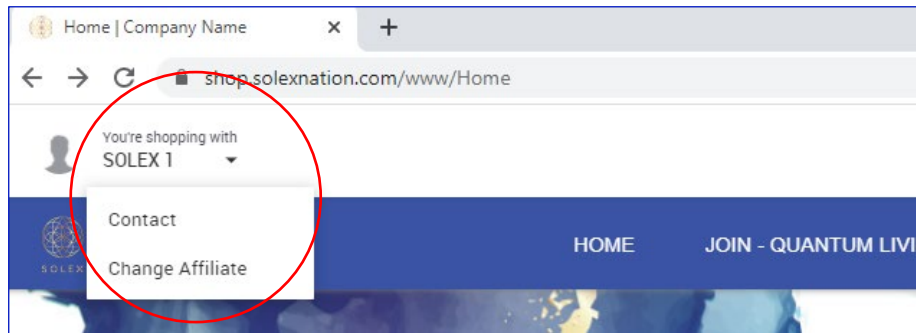 Home | Company Name
shop.solexnation.com/www/Home
You're shopping with
SOLEX 1
Contact
Change Affiliate
SOLEX
HOME
JOIN - QUANTUM LIVI